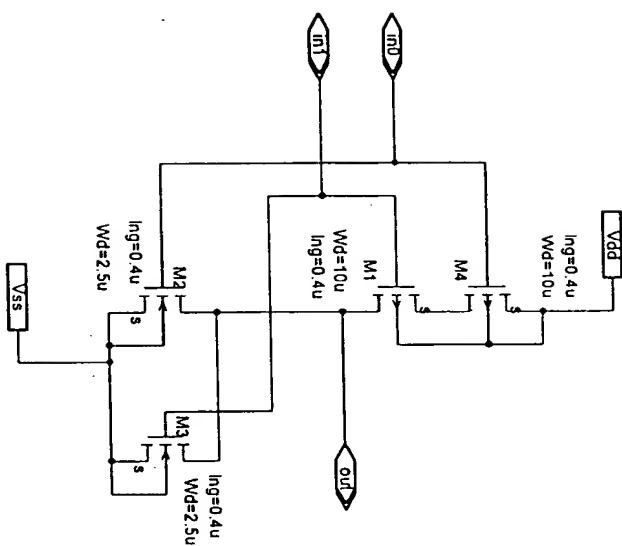 in0
in1
Vdd
lng=0.4u
Wd=10u
M4
s
M1
Wd=10u
lng=0.4u
s
out
M2
lng=0.4u
Wd=2.5u
s
M3
lng=0.4u
Wd=2.5u
s
Vss